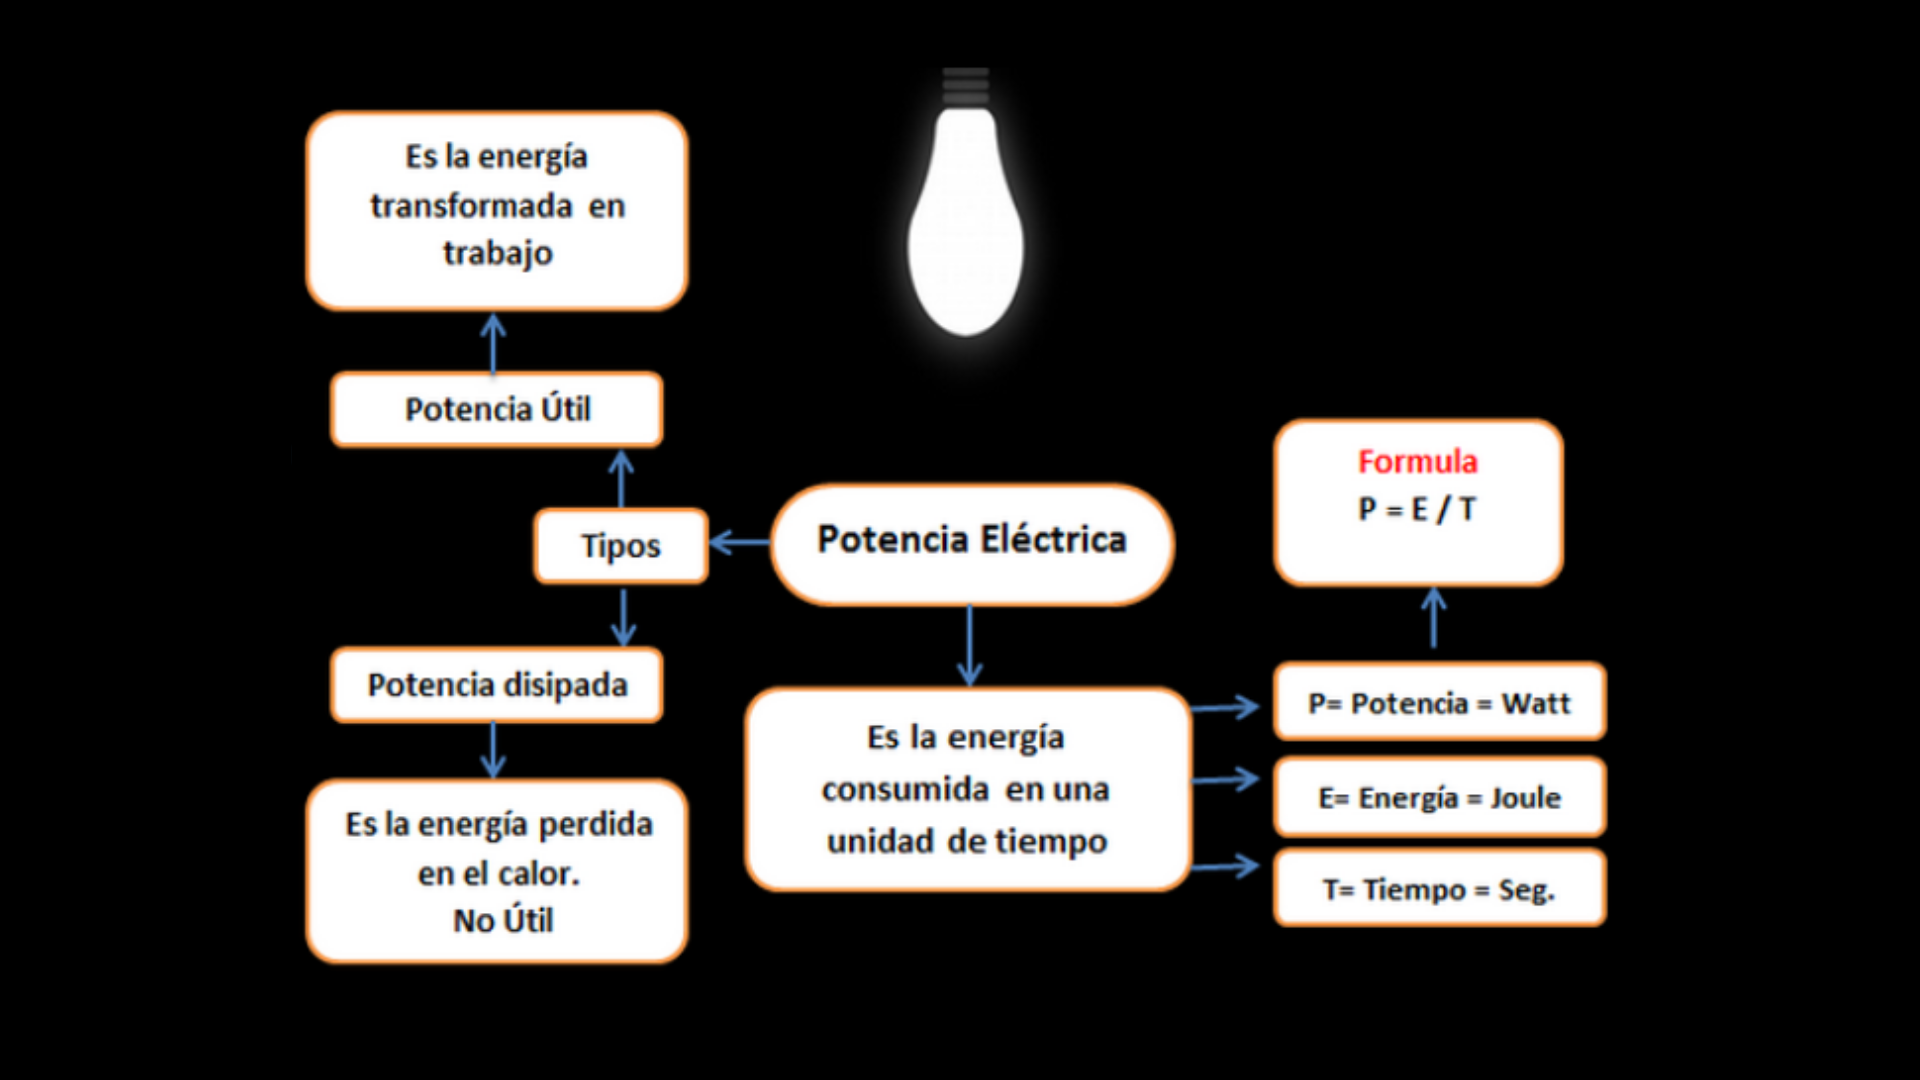 Es la energía
transformada en
trabajo
Potencia Útil
Tipos
Potencia disipada
Es la energía perdida
en el calor.
No Útil
Potencia Eléctrica
Es la energía
consumida en una
unidad de tiempo
Formula
P = E / T
P= Potencia = Watt
E= Energía = Joule
T= Tiempo = Seg.